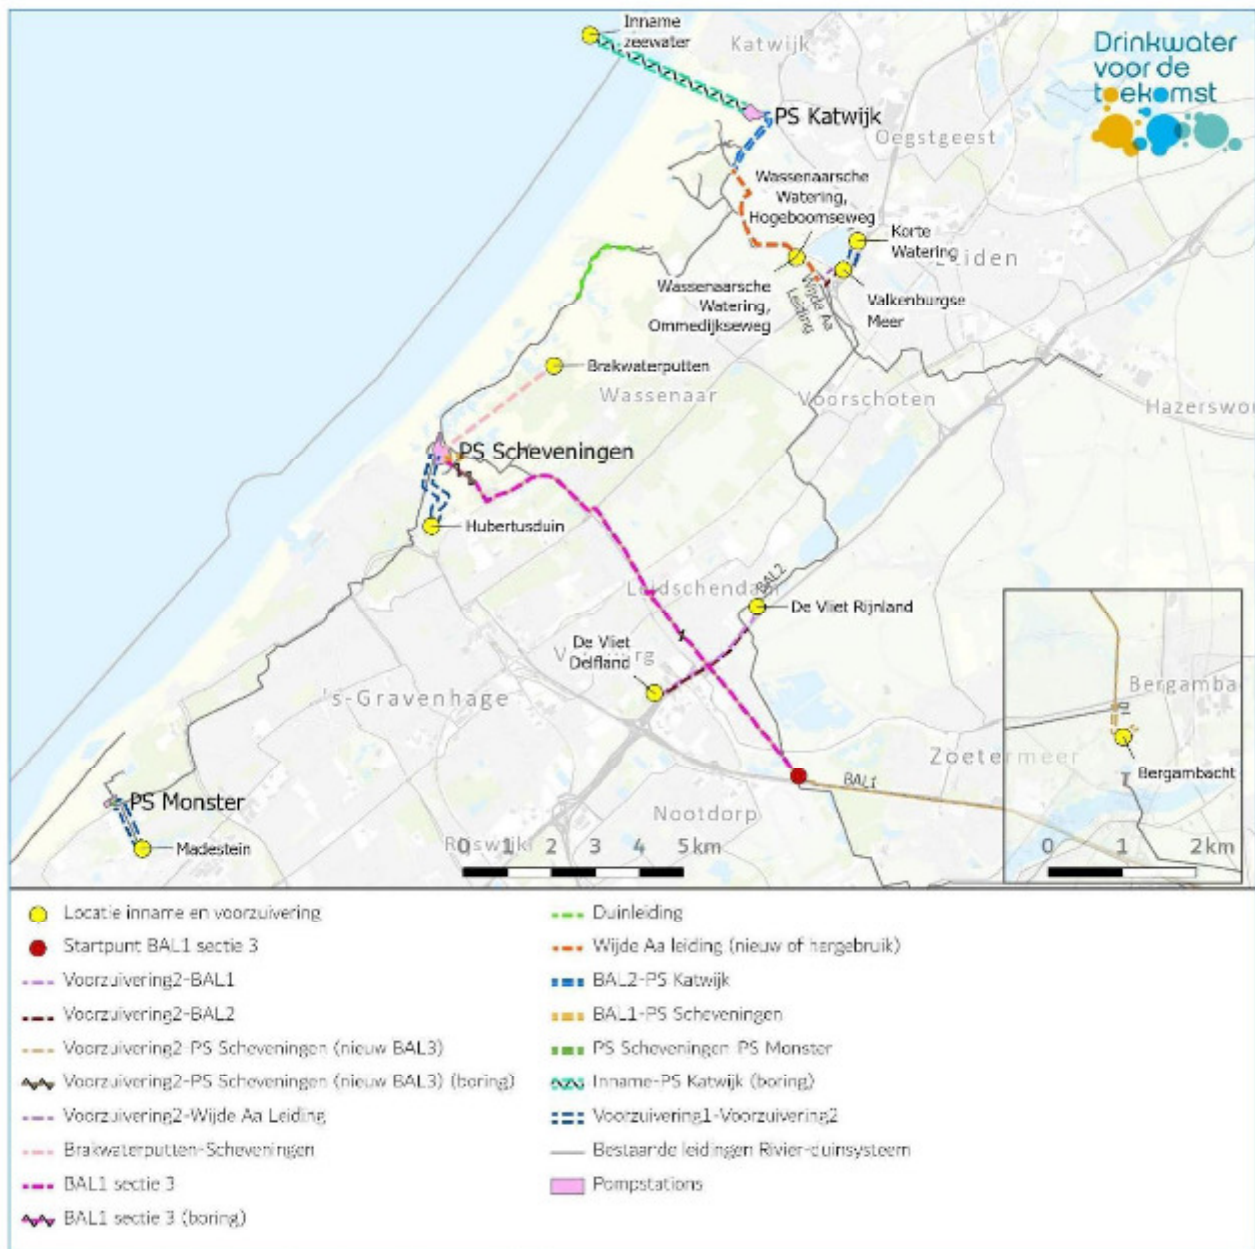 Inname
zeewater
Katwijk
Drinkwater
voor de
toekomst
PS Katwijk
Oegstgeest
Wassenaarsche
Watering,
Hogeboomseweg
Korte
Watering
Leiden
Wassenaarsche
Watering,
Ommedijkseweg
Wijde Aa
Leiding
Valkenburgse
Meer
Brakwaterputten
Wassenaar
Voorschoten
Hazerswou
PS Scheveningen
Hubertusduin
Leidschendam
BAL2
De Vliet Rijnland
De Vliet
Delfland
's-Gravenhage
Bergamba
Zoetermeer
Bergambacht
BAL1
PS Monster
Nootdorp
Madestein
Rijswijk
0 1 2 3 4 5 km
0 1 2 km
Locatie inname en voorzuivering
Startpunt BAL1 sectie 3
Voorzuivering2-BAL1
Voorzuivering2-BAL2
Voorzuivering2-PS Scheveningen (nieuw BAL3)
Voorzuivering2-PS Scheveningen (nieuw BAL3) (boring)
Voorzuivering2-Wijde Aa Leiding
Brakwaterputten-Scheveningen
BAL1 sectie 3
BAL1 sectie 3 (boring)
Duinleiding
Wijde Aa leiding (nieuw of hergebruik)
BAL2-PS Katwijk
BAL1-PS Scheveningen
PS Scheveningen-PS Monster
Inname-PS Katwijk (boring)
Voorzuivering1-Voorzuivering2
Bestaande leidingen Rivier-duinsysteem
Pompstations